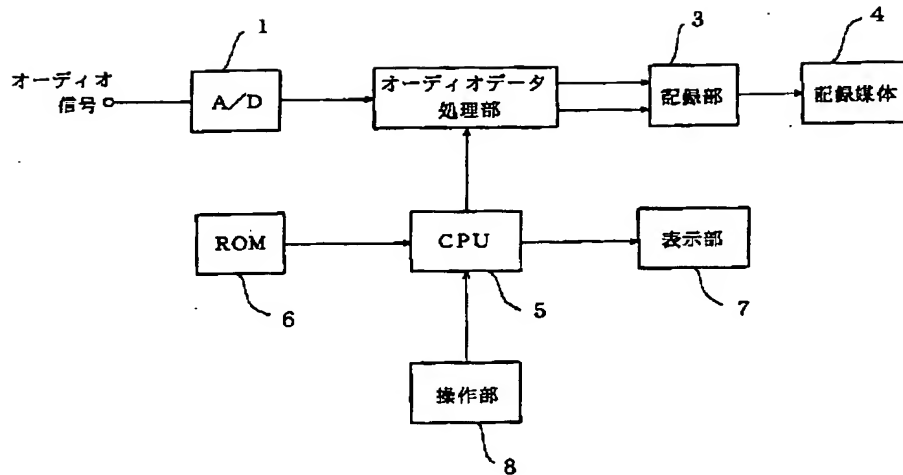 1
3
4
オーディオ
信号
A/D
オーディオデータ
処理部
記録部
記録媒体
ROM
CPU
表示部
6
5
7
操作部
8